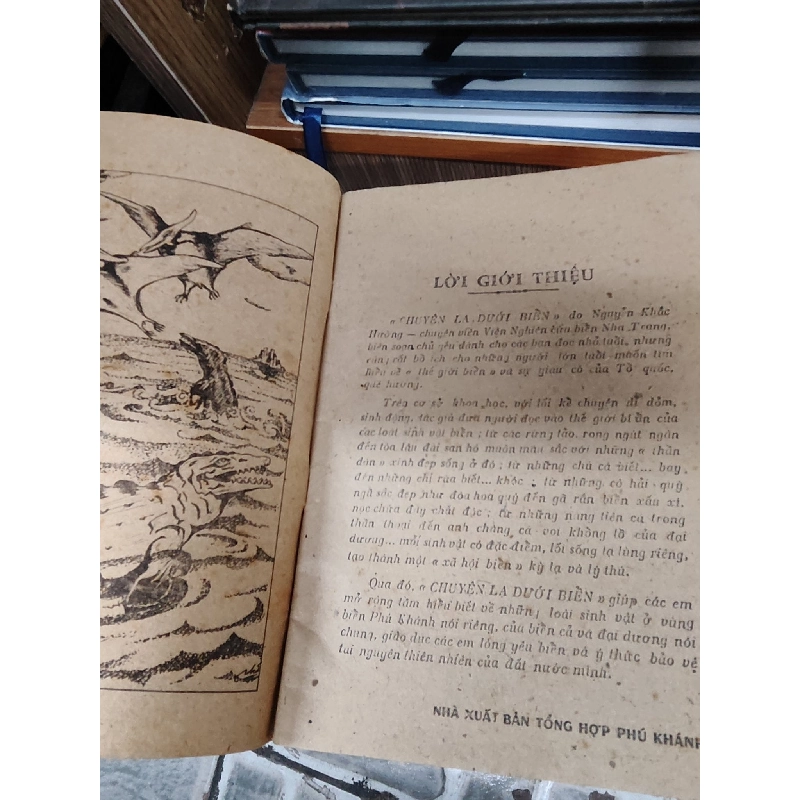 LỜI GIỚI THIỆU
« CHUYỆN LẠ DƯỚI BIỂN » do Nguyễn Khắc
Hường — chuyên viên Viện Nghiên cứu biển Nha Trang,
biên soạn chủ yếu dành cho các bạn đọc nhỏ tuổi, nhưng
cũng rất bổ ích cho những người lớn tuổi muốn tìm
hiểu về « thế giới biển » và sự giàu có của Tổ quốc,
quê hương.
Trên cơ sở khoa học, với lối kể chuyện dí dỏm,
sinh động, tác giả đưa người đọc vào thế giới bí ẩn của
các loài sinh vật biển ; từ các rừng tảo, rong ngút ngàn
đến tòa lâu đài san hô muôn màu sắc với những « thần
dân » xinh đẹp sống ở đó ; từ những chú cá biết... bay,
đến những chị rùa biết... khóc ; từ những cô hải quỳ
ngũ sắc đẹp như đóa hoa quỳ đến gã rắn biển xấu xí,
nọc chứa đầy chất độc ; từ những nàng tiên cá trong
thần thoại đến anh chàng cá voi khổng lồ của đại
dương... mỗi sinh vật có đặc điểm, lối sống lạ lùng riêng,
tạo thành một « xã hội biển » kỳ lạ và lý thú.
Qua đó, « CHUYỆN LẠ DƯỚI BIỂN » giúp các em
mở rộng tầm hiểu biết về những loài sinh vật ở vùng
biển Phú Khánh nói riêng, của biển cả và đại dương nói
chung, giáo dục các em lòng yêu biển và ý thức bảo vệ
tài nguyên thiên nhiên của đất nước mình.
NHÀ XUẤT BẢN TỔNG HỢP PHÚ KHÁNH